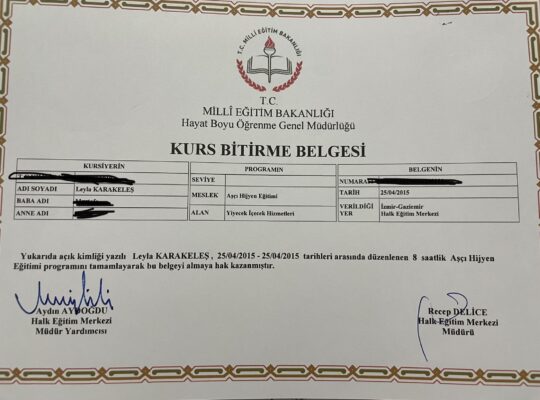 T.C. MİLLÎ EĞİTİM BAKANLIĞI
T.C.
MİLLÎ EĞİTİM BAKANLIĞI
Hayat Boyu Öğrenme Genel Müdürlüğü
KURS BİTİRME BELGESİ
KURSİYERİN
ADI SOYADI Leyla KARAKELEŞ
BABA ADI
ANNE ADI
PROGRAMIN
SEVİYE
MESLEK Aşçı Hijyen Eğitimi
ALAN Yiyecek İçecek Hizmetleri
BELGENİN
NUMARA
TARİH 25/04/2015
VERİLDİĞİ YER İzmir-Gaziemir
Halk Eğitim Merkezi
Yukarıda açık kimliği yazılı Leyla KARAKELEŞ , 25/04/2015 - 25/04/2015 tarihleri arasında düzenlenen 8 saatlik Aşçı Hijyen
Eğitimi programını tamamlayarak bu belgeyi almaya hak kazanmıştır.
Aydın AYDOĞDU
Halk Eğitim Merkezi
Müdür Yardımcısı
Recep DELİCE
Halk Eğitim Merkezi
Müdürü